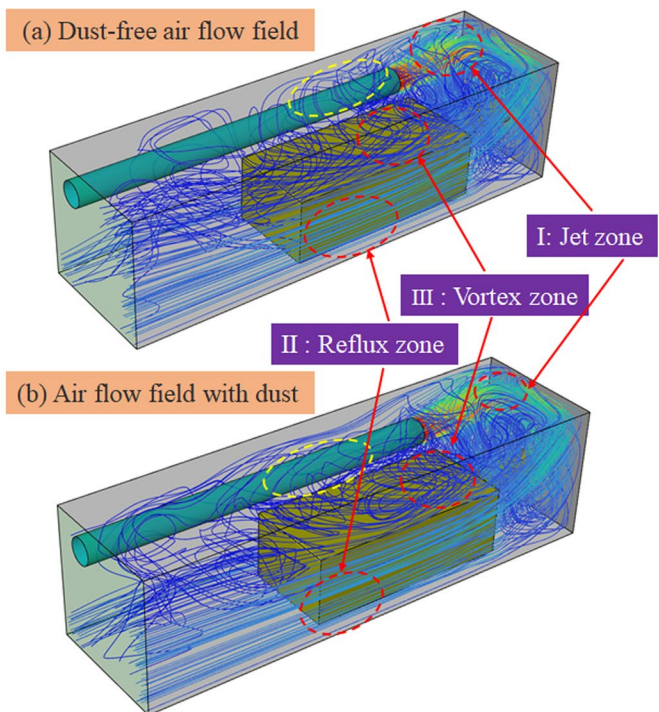 (a) Dust-free air flow field
I: Jet zone
III : Vortex zone
II : Reflux zone
(b) Air flow field with dust